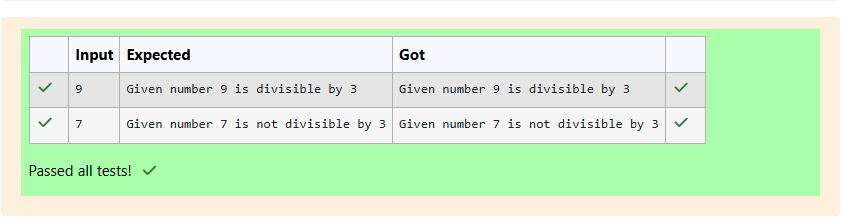 Input Expected Got
9 Given number 9 is divisible by 3 Given number 9 is divisible by 3
7 Given number 7 is not divisible by 3 Given number 7 is not divisible by 3
Passed all tests!